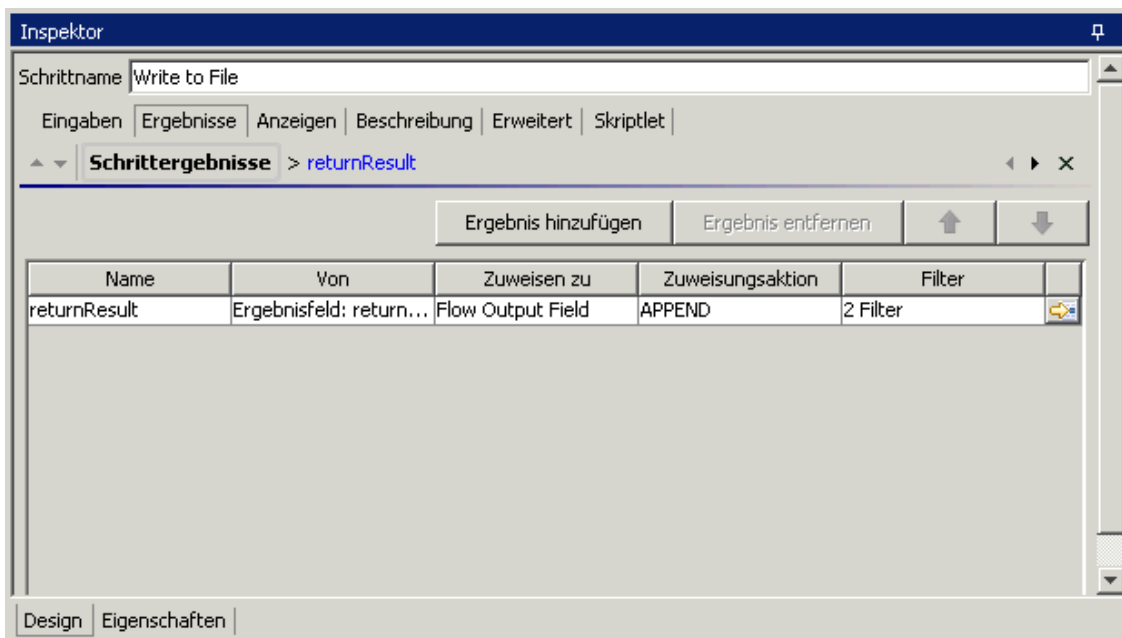 Inspektor
Schrittname Write to File
Eingaben Ergebnisse Anzeigen Beschreibung Erweitert Skriptlet
Schrittergebnisse > returnResult
Ergebnis hinzufügen Ergebnis entfernen
Name Von Zuweisen zu Zuweisungsaktion Filter
returnResult Ergebnisfeld: return... Flow Output Field APPEND 2 Filter
Design Eigenschaften